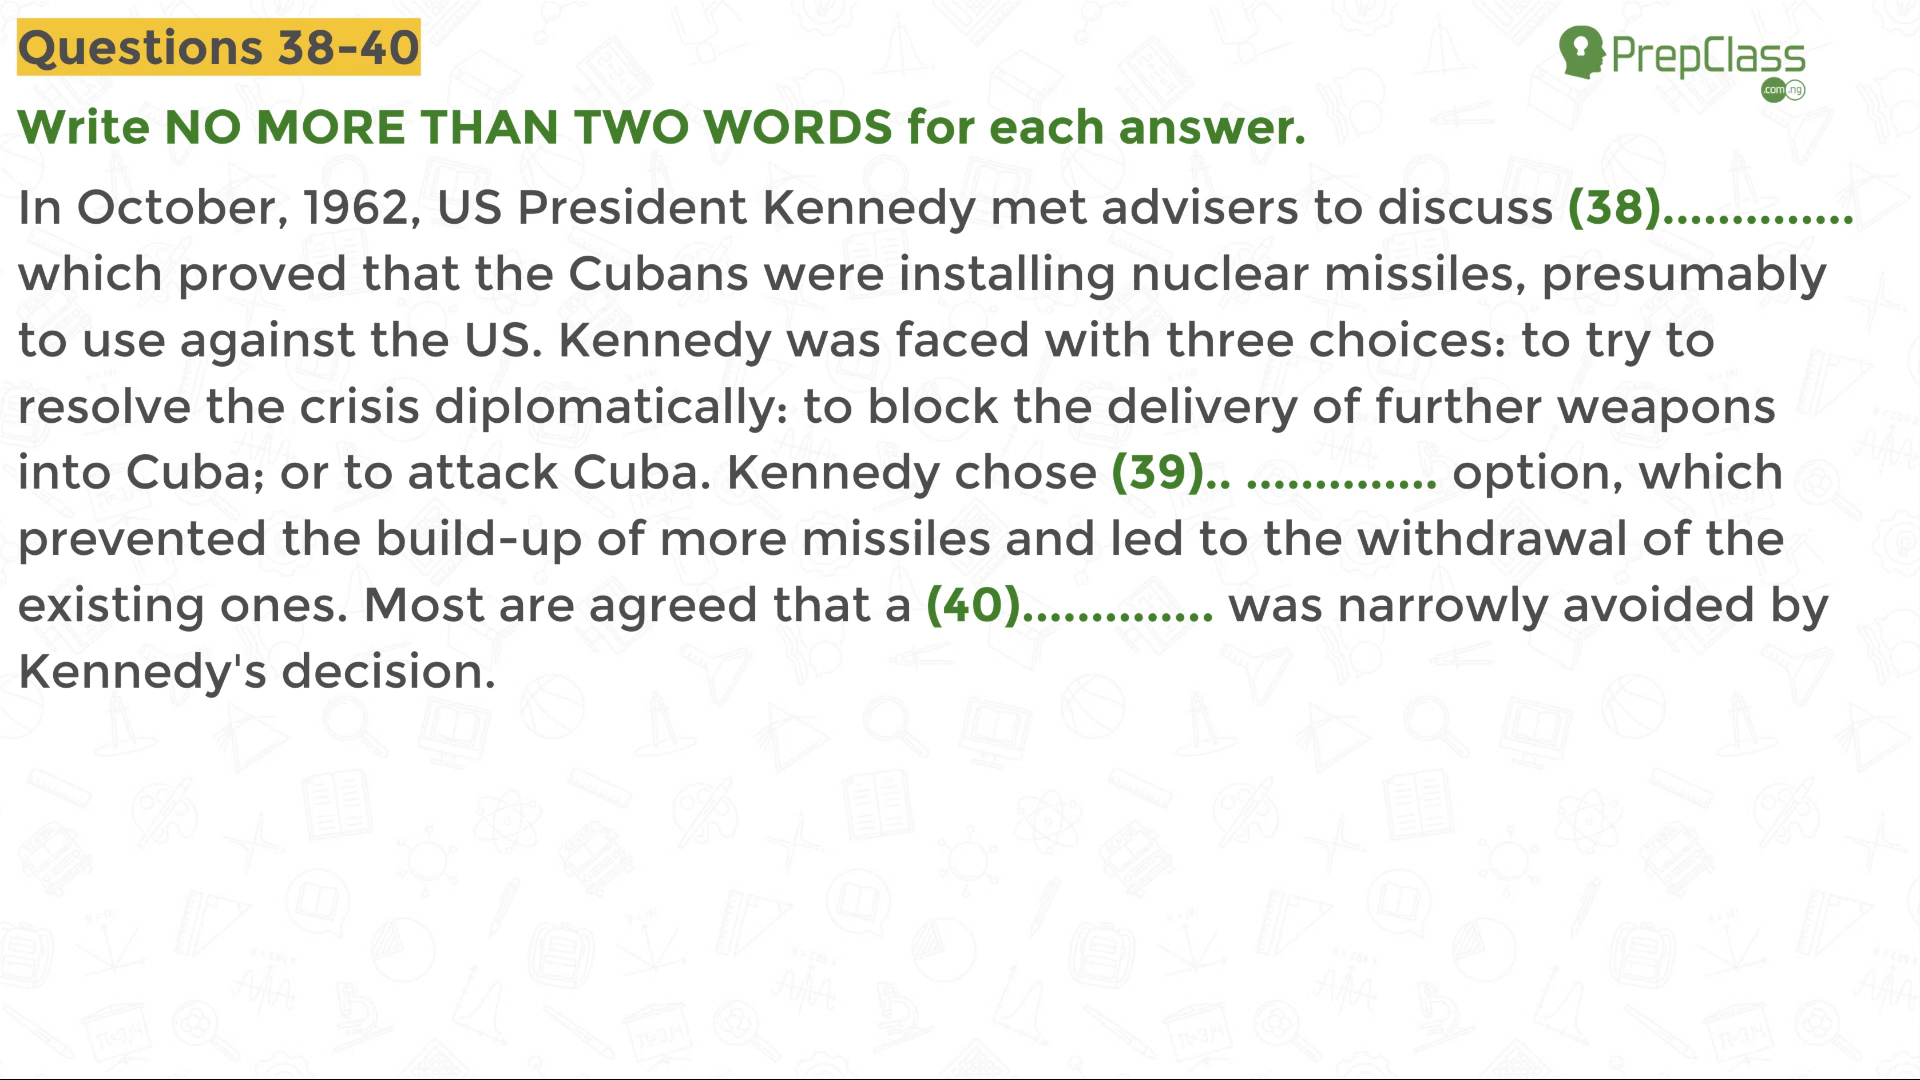 Questions 38-40
PrepClass
.com .ng
Write NO MORE THAN TWO WORDS for each answer.
In October, 1962, US President Kennedy met advisers to discuss (38)..............
which proved that the Cubans were installing nuclear missiles, presumably
to use against the US. Kennedy was faced with three choices: to try to
resolve the crisis diplomatically: to block the delivery of further weapons
into Cuba; or to attack Cuba. Kennedy chose (39).. .............. option, which
prevented the build-up of more missiles and led to the withdrawal of the
existing ones. Most are agreed that a (40).............. was narrowly avoided by
Kennedy's decision.